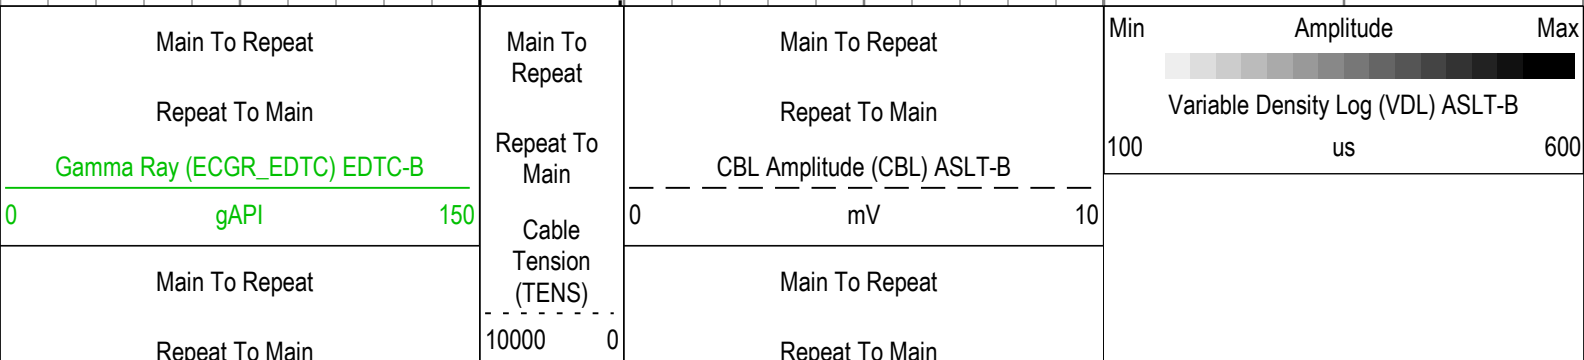 Main To Repeat
Repeat To Main
Gamma Ray (ECGR_EDTC) EDTC-B
0 gAPI 150
Main To Repeat
Repeat To Main
Main To
Repeat
Repeat To
Main
Cable
Tension
(TENS)
10000 0
Main To Repeat
Repeat To Main
CBL Amplitude (CBL) ASLT-B
0 mV 10
Main To Repeat
Repeat To Main
Min Amplitude Max
Variable Density Log (VDL) ASLT-B
100 us 600